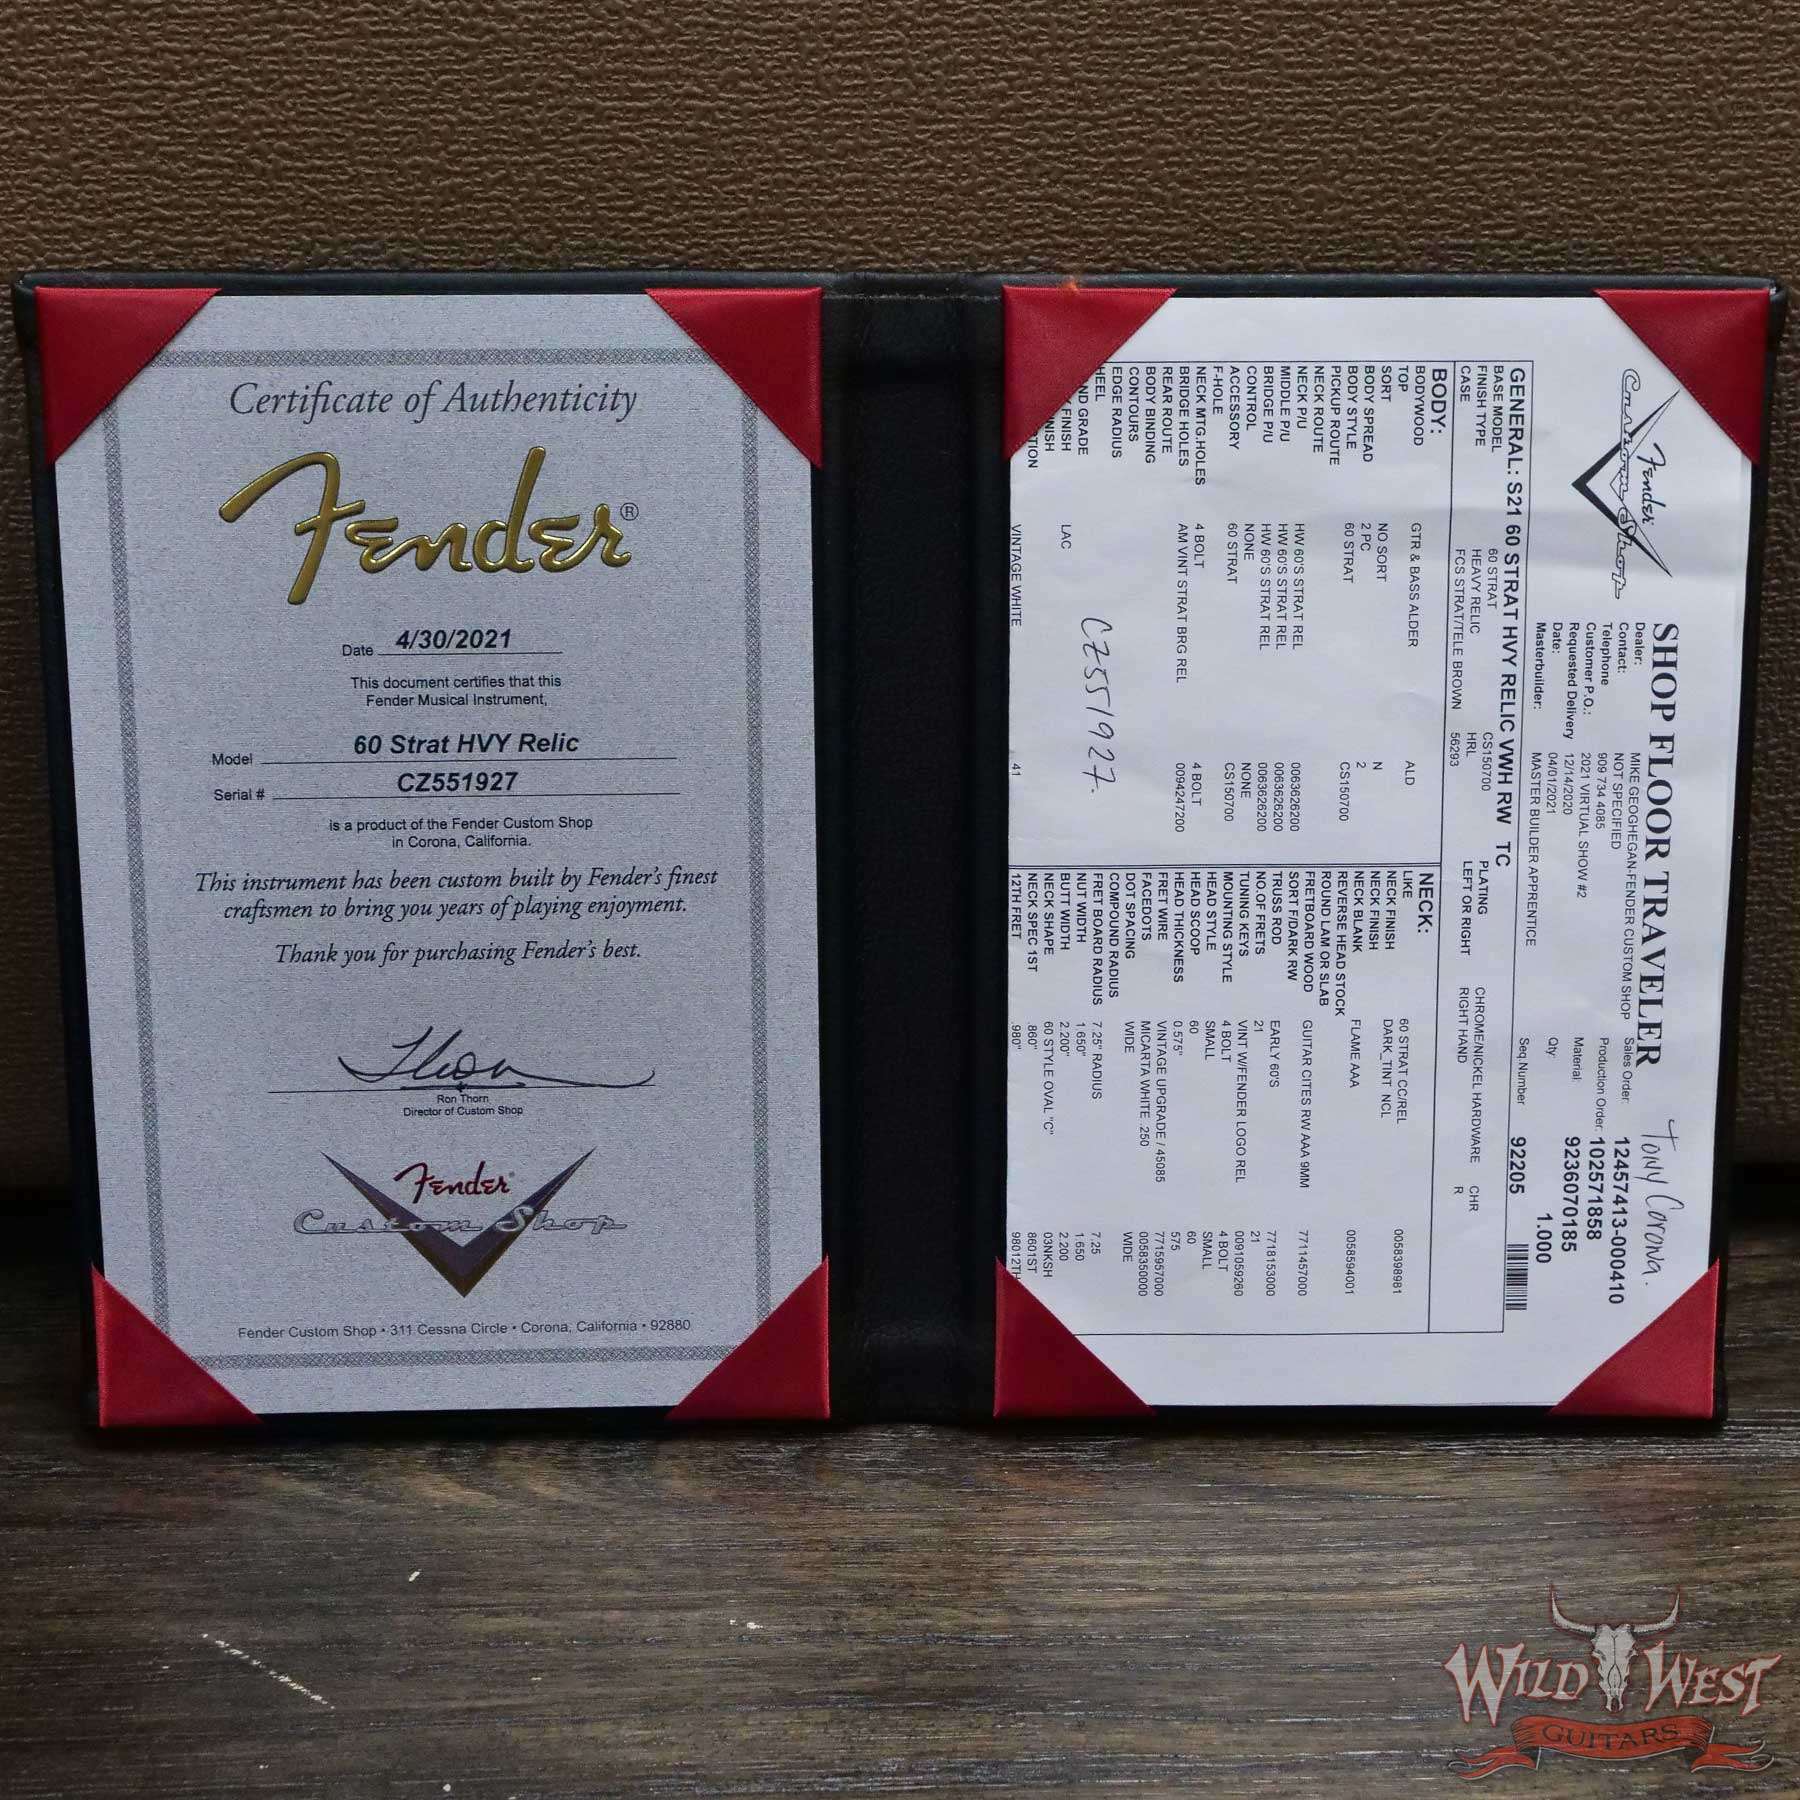 Certificate of Authenticity
Fender®
Date 4/30/2021
This document certifies that this
Fender Musical Instrument,
Model 60 Strat HVY Relic
Serial # CZ551927
is a product of the Fender Custom Shop
in Corona, California.
This instrument has been custom built by Fender's finest
craftsmen to bring you years of playing enjoyment.
Thank you for purchasing Fender's best.
Ron Thorn
Director of Custom Shop
Fender®
Custom Shop
Fender Custom Shop • 311 Cessna Circle • Corona, California • 92880
Fender
Custom Shop
SHOP FLOOR TRAVELER
Tony Corona.
Dealer: MIKE GEOGHEGAN-FENDER CUSTOM SHOP Sales Order: 12457413-000410
Contact: NOT SPECIFIED
Telephone 909 734 4085 Production Order: 102571858
Customer P.O.: 2021 VIRTUAL SHOW #2 Material: 9236070185
Requested Delivery 12/14/2020
Date: 04/01/2021 Qty: 1.000
Masterbuilder: MASTER BUILDER APPRENTICE
Seq Number 92205
GENERAL: S21 60 STRAT HVY RELIC VWH RW TC
BASE MODEL 60 STRAT CS150700 PLATING CHROME/NICKEL HARDWARE CHR
FINISH TYPE HEAVY RELIC HRL LEFT OR RIGHT RIGHT HAND R
CASE FCS STRAT/TELE BROWN 56293
BODY:
BODYWOOD GTR & BASS ALDER ALD
TOP
SORT NO SORT N
BODY SPREAD 2 PC 2
BODY STYLE 60 STRAT CS150700
PICKUP ROUTE
NECK ROUTE
NECK P/U HW 60'S STRAT REL 0063626200
MIDDLE P/U HW 60'S STRAT REL 0063626200
BRIDGE P/U HW 60'S STRAT REL 0063626200
CONTROL NONE NONE
ACCESSORY 60 STRAT CS150700
F-HOLE
NECK MTG.HOLES 4 BOLT 4 BOLT
BRIDGE HOLES AM VINT STRAT BRG REL 0094247200
REAR ROUTE
BODY BINDING
CONTOURS
EDGE RADIUS
HEEL
ND GRADE
FINISH LAC
NISH
TION VINTAGE WHITE 41
CZ551927.
NECK:
LIKE 60 STRAT CC/REL 0058398981
NECK FINISH DARK_TINT NCL
NECK FINISH
NECK BLANK FLAME AAA 0058594001
REVERSE HEAD STOCK
ROUND LAM OR SLAB
FRETBOARD WOOD GUITAR CITES RW AAA 9MM 7711457000
SORT F/DARK RW
TRUSS ROD EARLY 60'S 7718153000
NO.OF FRETS 21 21
TUNING KEYS VINT W/FENDER LOGO REL 0091059260
MOUNTING STYLE 4 BOLT 4 BOLT
HEAD STYLE SMALL SMALL
HEAD SCOOP 60 60
HEAD THICKNESS 0.575" 575
FRET WIRE VINTAGE UPGRADE / 45085 7715957000
FACEDOTS MICARTA WHITE .250 0058350000
DOT SPACING WIDE WIDE
COMPOUND RADIUS
FRET BOARD RADIUS 7.25" RADIUS 7.25
NUT WIDTH 1.650" 1.650
BUTT WIDTH 2.200" 2.200
NECK SHAPE 60 STYLE OVAL "C" 03NKSH
NECK SPEC 1ST 860" 8601ST
12TH FRET 980" 98012TH
WILD WEST
GUITARS